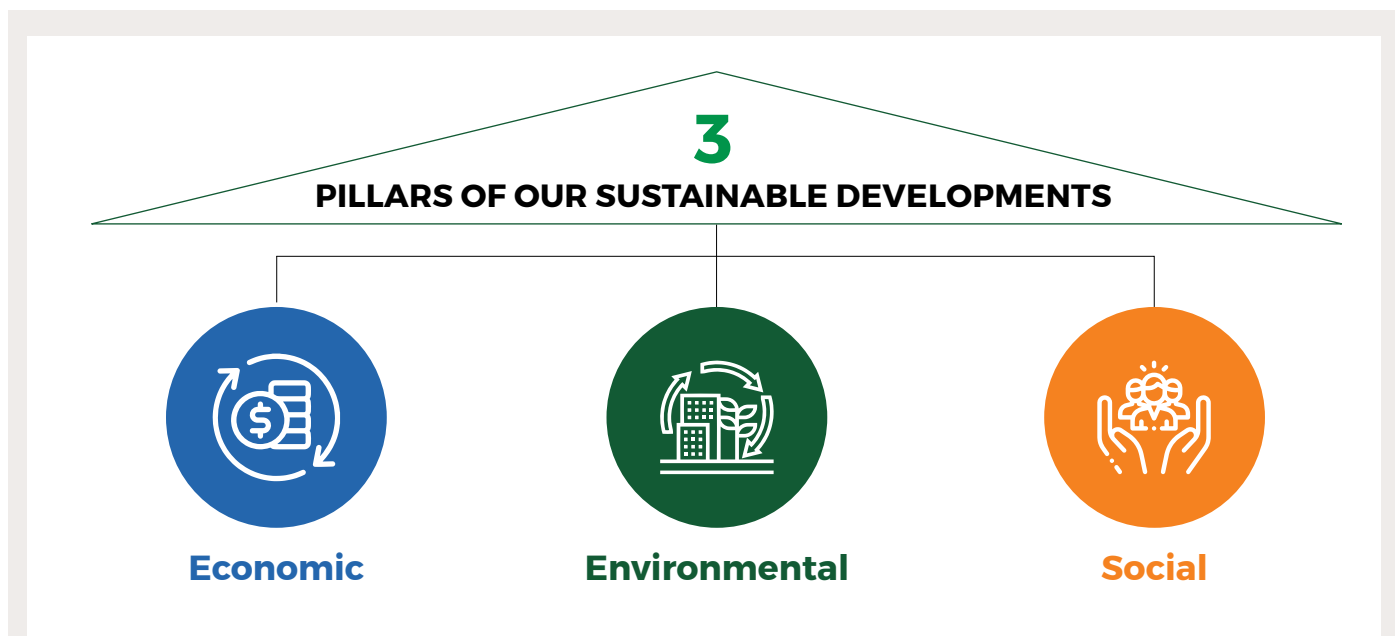 3
PILLARS OF OUR SUSTAINABLE DEVELOPMENTS
$
Economic
Environmental
Social